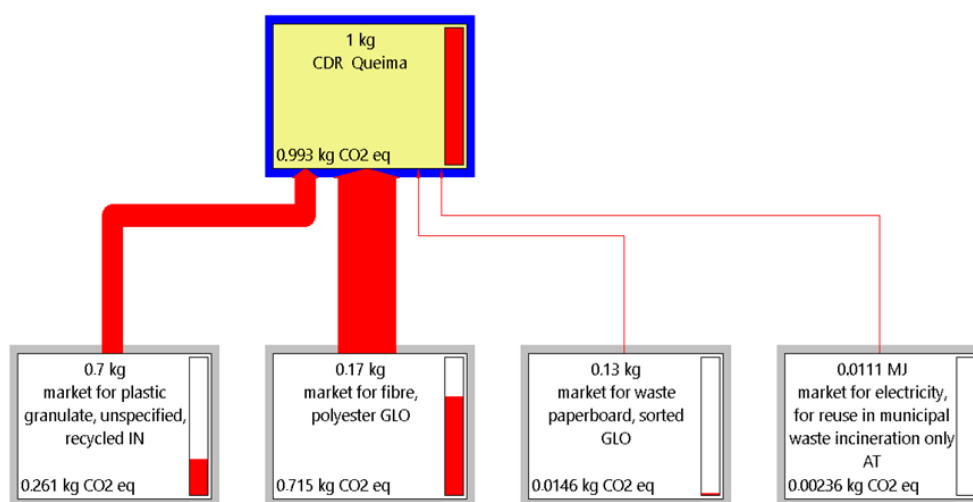 1 kg
CDR Queima
0.993 kg CO2 eq
0.7 kg
market for plastic
granulate, unspecified,
recycled IN
0.261 kg CO2 eq
0.17 kg
market for fibre,
polyester GLO
0.715 kg CO2 eq
0.13 kg
market for waste
paperboard, sorted
GLO
0.0146 kg CO2 eq
0.0111 MJ
market for electricity,
for reuse in municipal
waste incineration only
AT
0.00236 kg CO2 eq